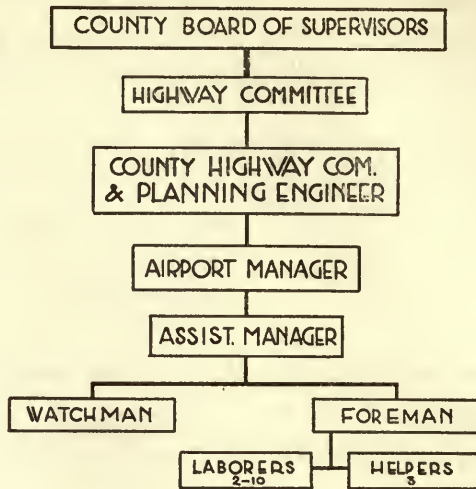 COUNTY BOARD OF SUPERVISORS
HIGHWAY COMMITTEE
COUNTY HIGHWAY COM.
& PLANNING ENGINEER
AIRPORT MANAGER
ASSIST. MANAGER
WATCHMAN
FOREMAN
LABORERS
2-10
HELPERS
3